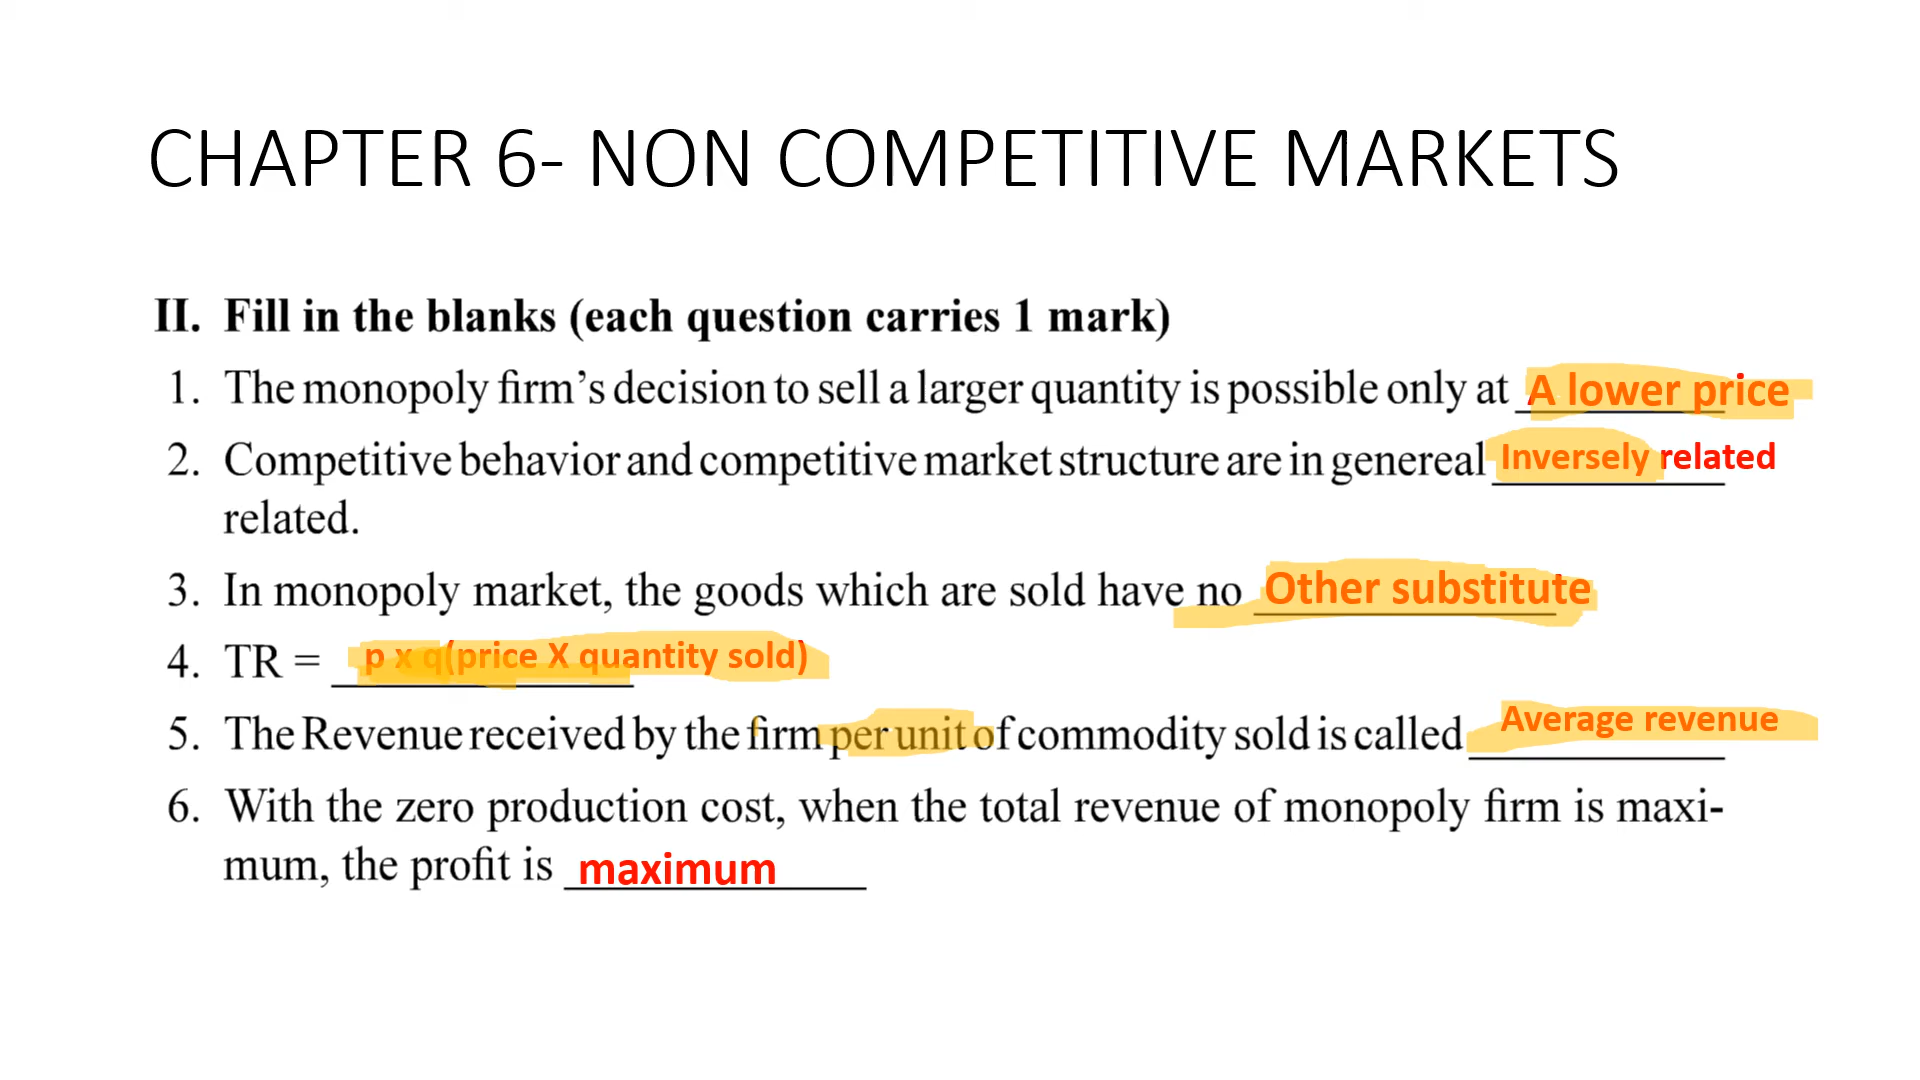 CHAPTER 6- NON COMPETITIVE MARKETS
II. Fill in the blanks (each question carries 1 mark)
1. The monopoly firm’s decision to sell a larger quantity is possible only at A lower price
2. Competitive behavior and competitive market structure are in genereal Inversely related
related.
3. In monopoly market, the goods which are sold have no Other substitute
4. TR = p x q(price X quantity sold)
5. The Revenue received by the firm per unit of commodity sold is called Average revenue
6. With the zero production cost, when the total revenue of monopoly firm is maxi-
mum, the profit is maximum